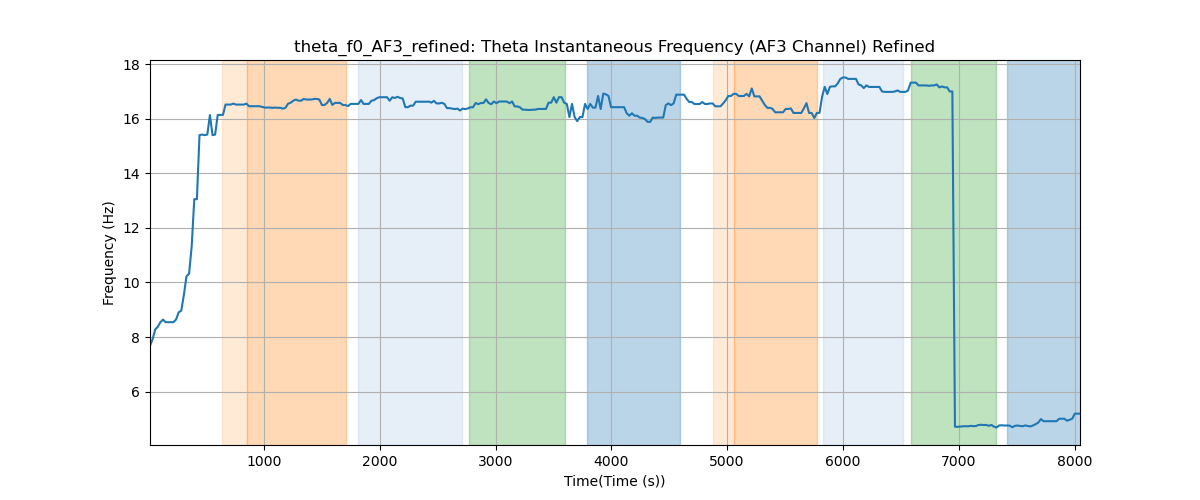 theta_f0_AF3_refined: Theta Instantaneous Frequency (AF3 Channel) Refined
18
16
14
12
10
8
6
Frequency (Hz)
1000 2000 3000 4000 5000 6000 7000 8000
Time(Time (s))